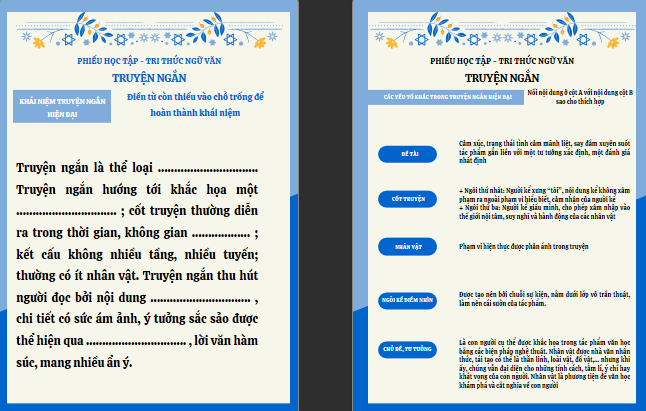 PHIẾU HỌC TẬP - TRI THỨC NGỮ VĂN
TRUYỆN NGẮN
KHÁI NIỆM TRUYỆN NGẮN
HIỆN ĐẠI
Điền từ còn thiếu vào chỗ trống để
hoàn thành khái niệm
Truyện ngắn là thể loại ..............................
Truyện ngắn hướng tới khắc họa một
.............................. ; cốt truyện thường diễn
ra trong thời gian, không gian .................. ;
kết cấu không nhiều tầng, nhiều tuyến;
thường có ít nhân vật. Truyện ngắn thu hút
người đọc bởi nội dung .............................. ,
chi tiết có sức ám ảnh, ý tưởng sắc sảo được
thể hiện qua .............................. , lời văn hàm
súc, mang nhiều ẩn ý.
PHIẾU HỌC TẬP - TRI THỨC NGỮ VĂN
TRUYỆN NGẮN
CÁC YẾU TỐ KHÁC TRONG TRUYỆN NGẮN HIỆN ĐẠI
Nối nội dung ở cột A với nội dung cột B
sao cho thích hợp
ĐỀ TÀI
Cảm xúc, trạng thái tình cảm mãnh liệt, say đắm xuyên suốt
tác phẩm gắn liền với một tư tưởng xác định, một đánh giá
nhất định
CỐT TRUYỆN
+ Ngôi thứ nhất: Người kể xưng "tôi", nội dung kể không xâm
phạm ra ngoài phạm vi hiểu biết, cảm nhận của người kể
+ Ngôi thứ ba: Người kể giấu mình, cho phép xâm nhập vào
thế giới nội tâm, suy nghĩ và hành động của các nhân vật
NHÂN VẬT
Phạm vi hiện thực được phản ánh trong truyện
NGÔI KỂ ĐIỂM NHÌN
Được tạo nên bởi chuỗi sự kiện, nằm dưới lớp vỏ trần thuật,
làm nên cái sườn của tác phẩm.
CHỦ ĐỀ, TƯ TƯỞNG
Là con người cụ thể được khắc họa trong tác phẩm văn học
bằng các biện pháp nghệ thuật. Nhân vật được nhà văn nhận
thức, tái tạo có thể là thần linh, loài vật, đồ vật,... nhưng khi
ấy, chúng vẫn đại diện cho những tính cách, tâm lí, ý chí hay
khát vọng của con người. Nhân vật là phương tiện để văn học
khám phá và cắt nghĩa về con người